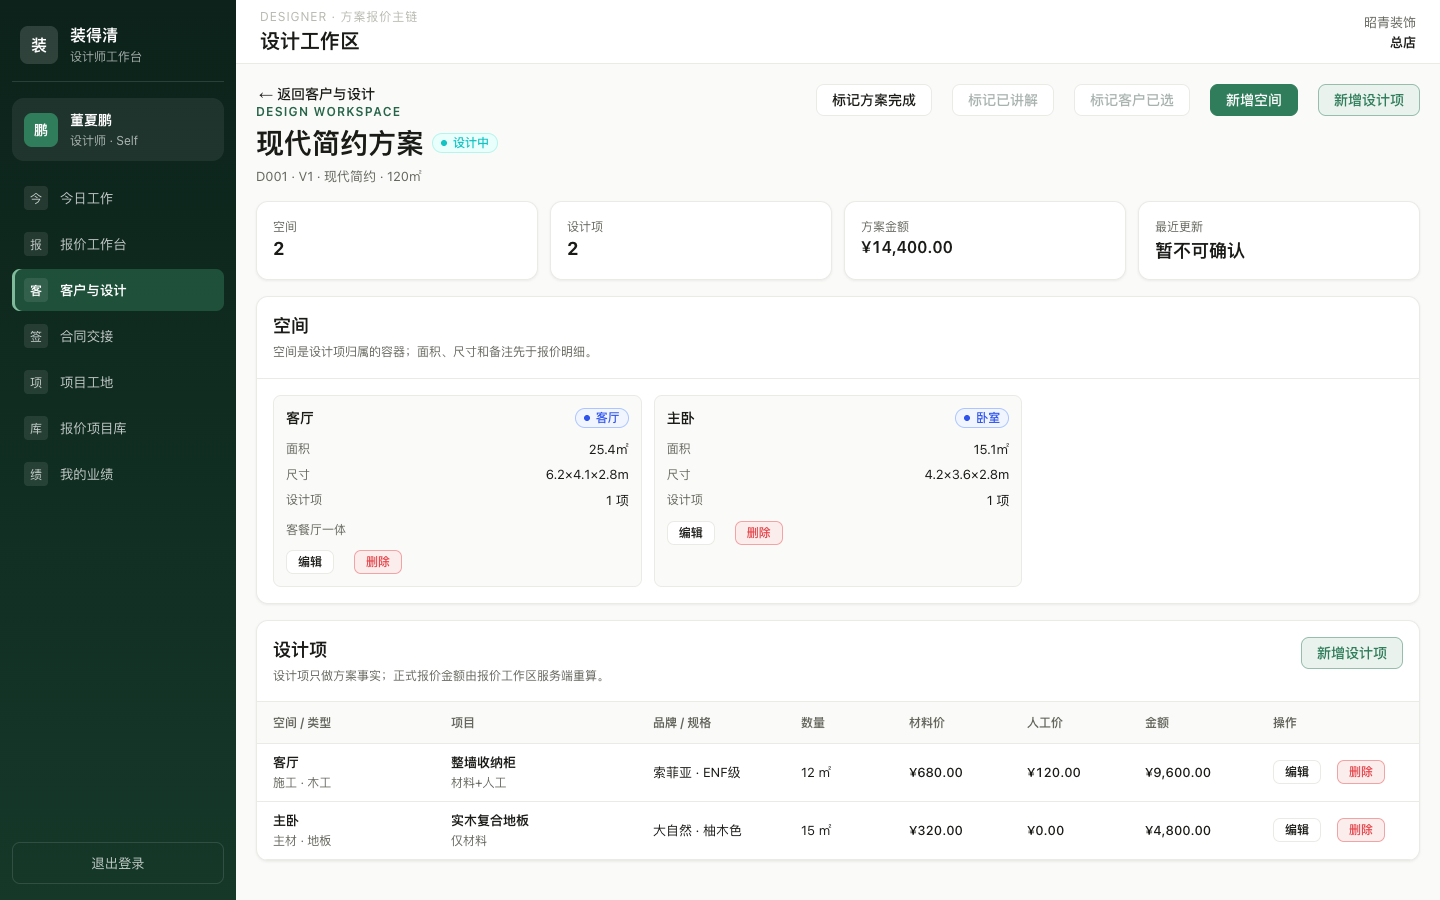 装
装得清
设计师工作台
鹏
董夏鹏
设计师 · Self
今 今日工作
报 报价工作台
客 客户与设计
签 合同交接
项 项目工地
库 报价项目库
绩 我的业绩
退出登录
DESIGNER · 方案报价主链
设计工作区
昭青装饰
总店
← 返回客户与设计
DESIGN WORKSPACE
现代简约方案 设计中
D001 · V1 · 现代简约 · 120㎡
标记方案完成 标记已讲解 标记客户已选 新增空间 新增设计项
空间
2
设计项
2
方案金额
¥14,400.00
最近更新
暂不可确认
空间
空间是设计项归属的容器；面积、尺寸和备注先于报价明细。
客厅 客厅
面积 25.4㎡
尺寸 6.2×4.1×2.8m
设计项 1 项
客餐厅一体
编辑 删除
主卧 卧室
面积 15.1㎡
尺寸 4.2×3.6×2.8m
设计项 1 项
编辑 删除
设计项
设计项只做方案事实；正式报价金额由报价工作区服务端重算。
新增设计项
空间 / 类型 项目 品牌 / 规格 数量 材料价 人工价 金额 操作
客厅 整墙收纳柜
施工 · 木工 材料+人工 索菲亚 · ENF级 12 ㎡ ¥680.00 ¥120.00 ¥9,600.00 编辑 删除
主卧 实木复合地板
主材 · 地板 仅材料 大自然 · 柚木色 15 ㎡ ¥320.00 ¥0.00 ¥4,800.00 编辑 删除